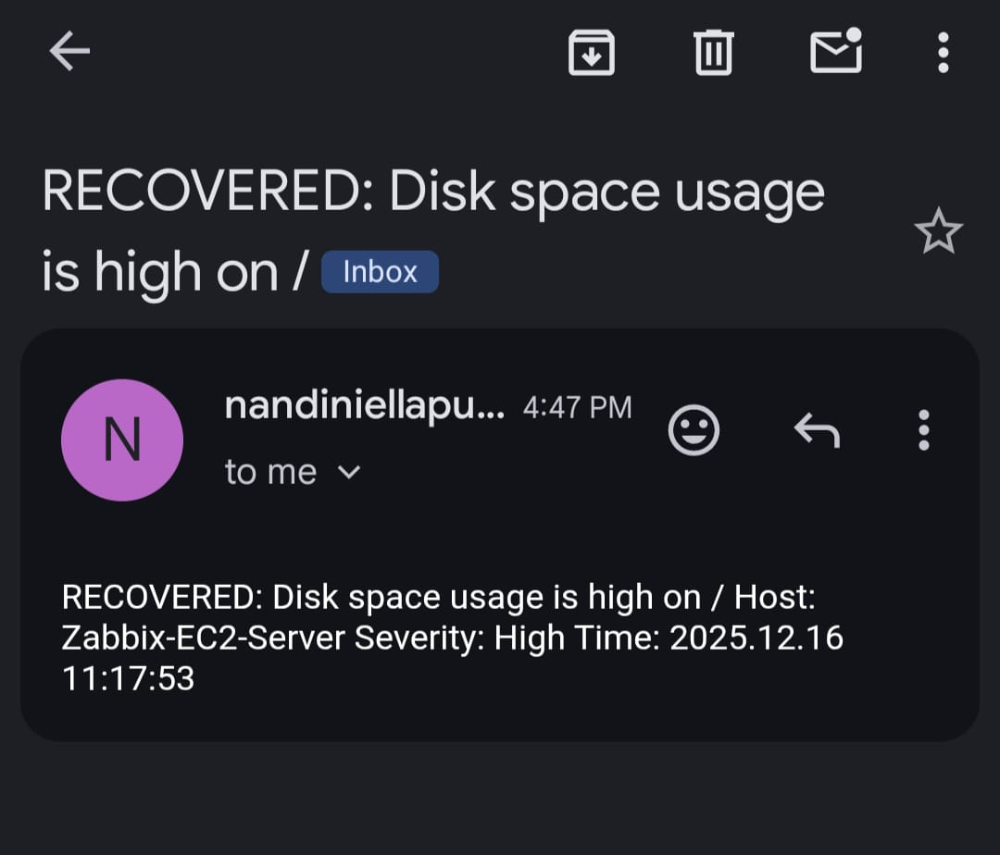 RECOVERED: Disk space usage
is high on / Inbox
N
nandiniellapu... 4:47 PM
to me
RECOVERED: Disk space usage is high on / Host:
Zabbix-EC2-Server Severity: High Time: 2025.12.16
11:17:53